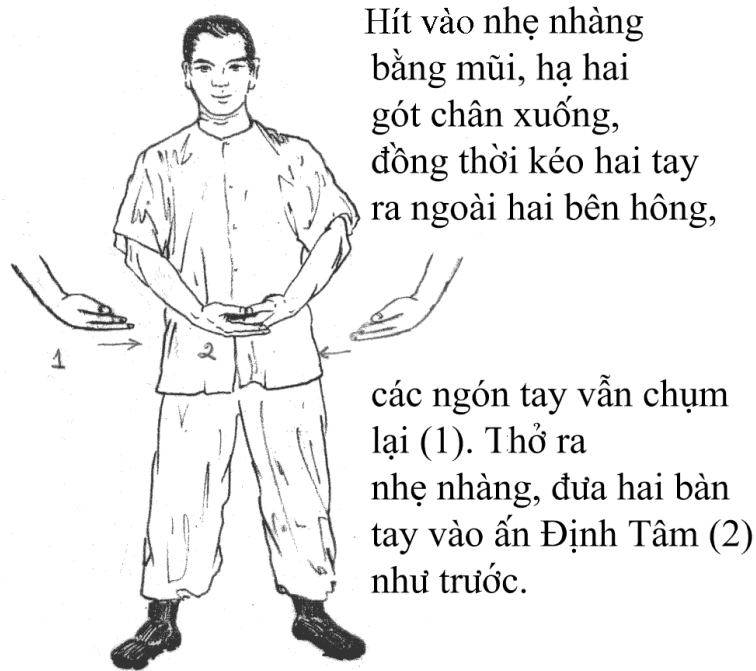 Hít vào nhẹ nhàng
bằng mũi, hạ hai
gót chân xuống,
đồng thời kéo hai tay
ra ngoài hai bên hông,
1
2
các ngón tay vẫn chụm
lại (1). Thở ra
nhẹ nhàng, đưa hai bàn
tay vào ấn Định Tâm (2)
như trước.